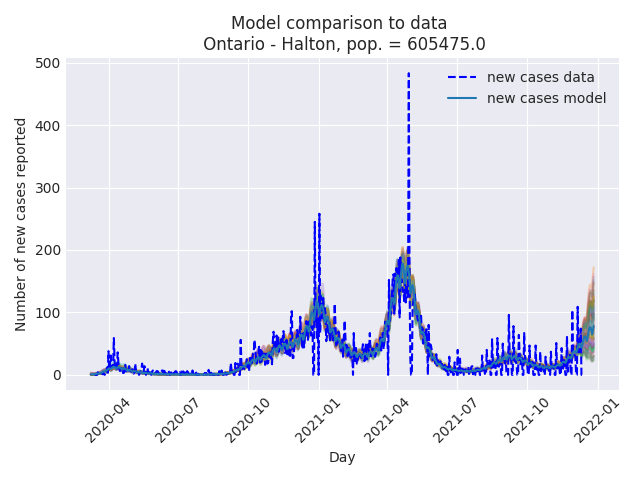 Model comparison to data
Ontario - Halton, pop. = 605475.0
new cases data
new cases model
Number of new cases reported
500
400
300
200
100
0
2020-04
2020-07
2020-10
2021-01
2021-04
2021-07
2021-10
2022-01
Day